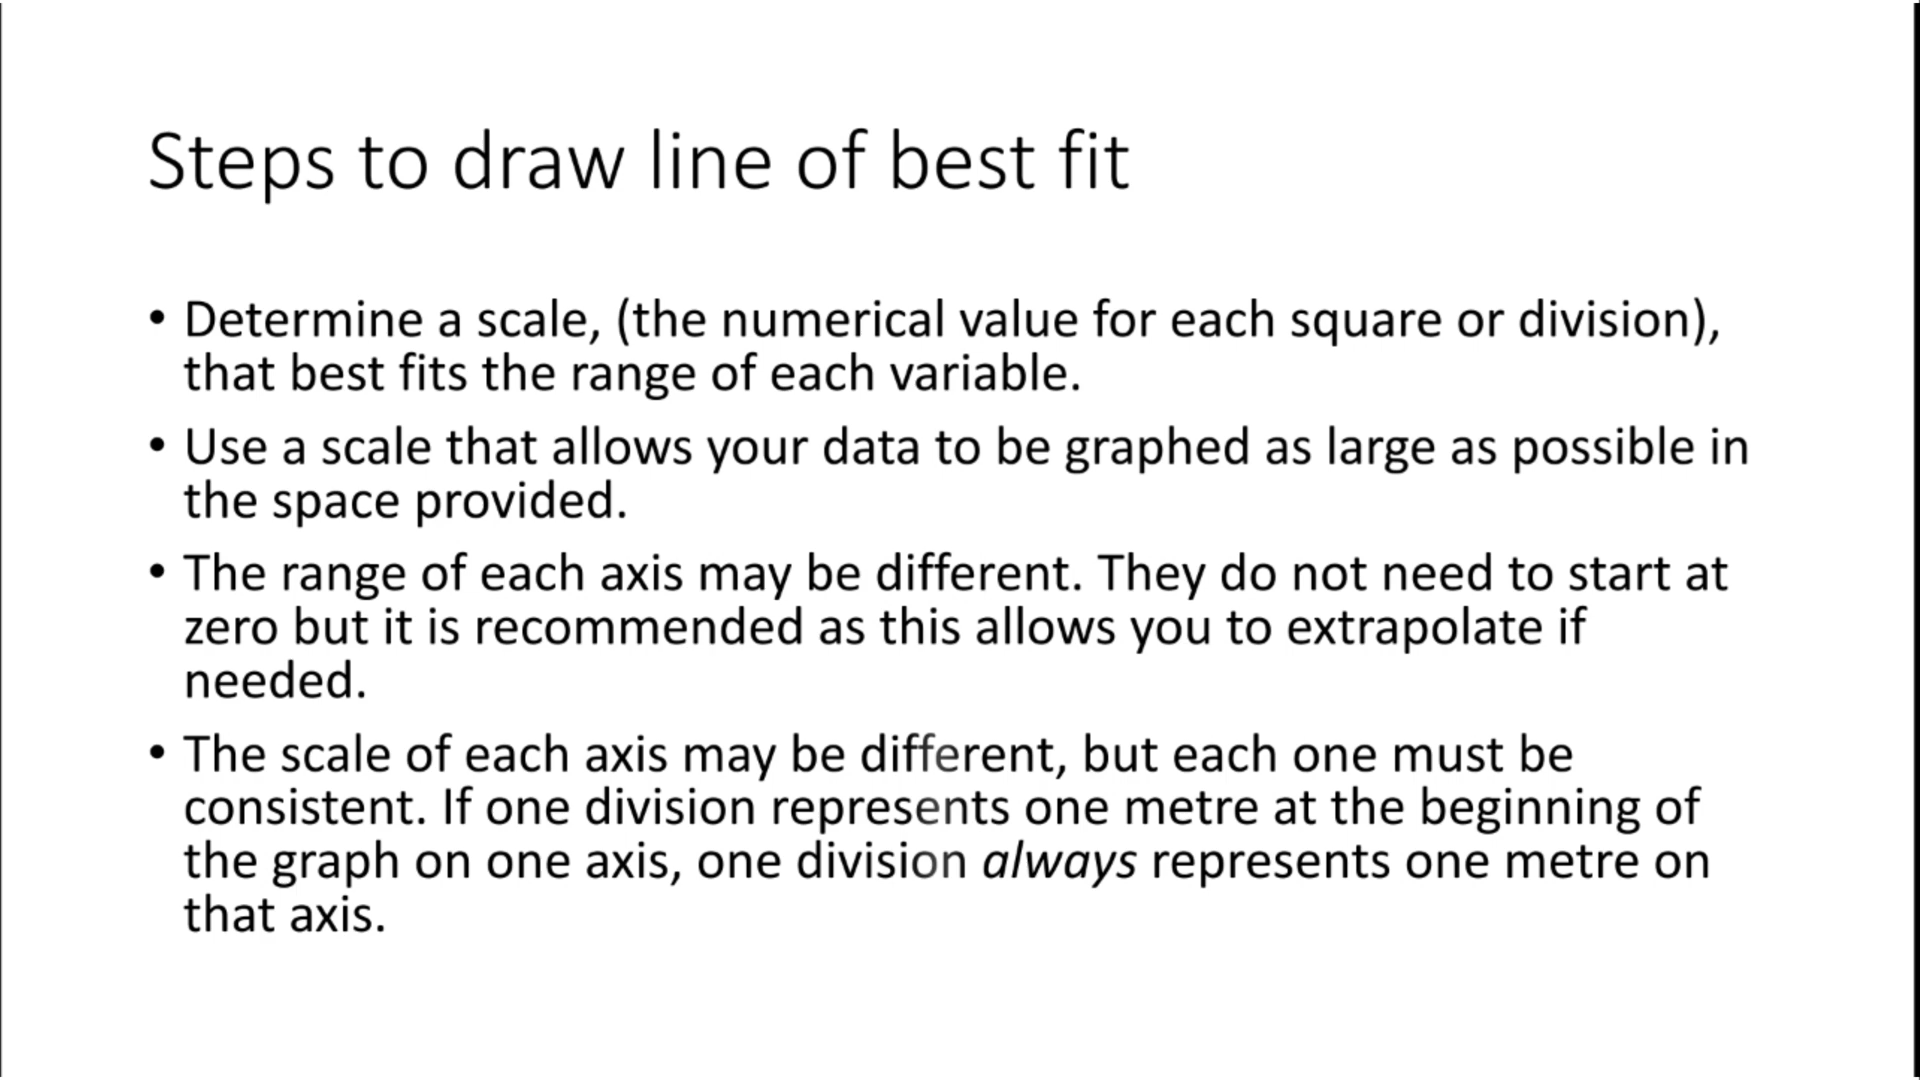 Steps to draw line of best fit
• Determine a scale, (the numerical value for each square or division),
that best fits the range of each variable.
• Use a scale that allows your data to be graphed as large as possible in
the space provided.
• The range of each axis may be different. They do not need to start at
zero but it is recommended as this allows you to extrapolate if
needed.
• The scale of each axis may be different, but each one must be
consistent. If one division represents one metre at the beginning of
the graph on one axis, one division always represents one metre on
that axis.